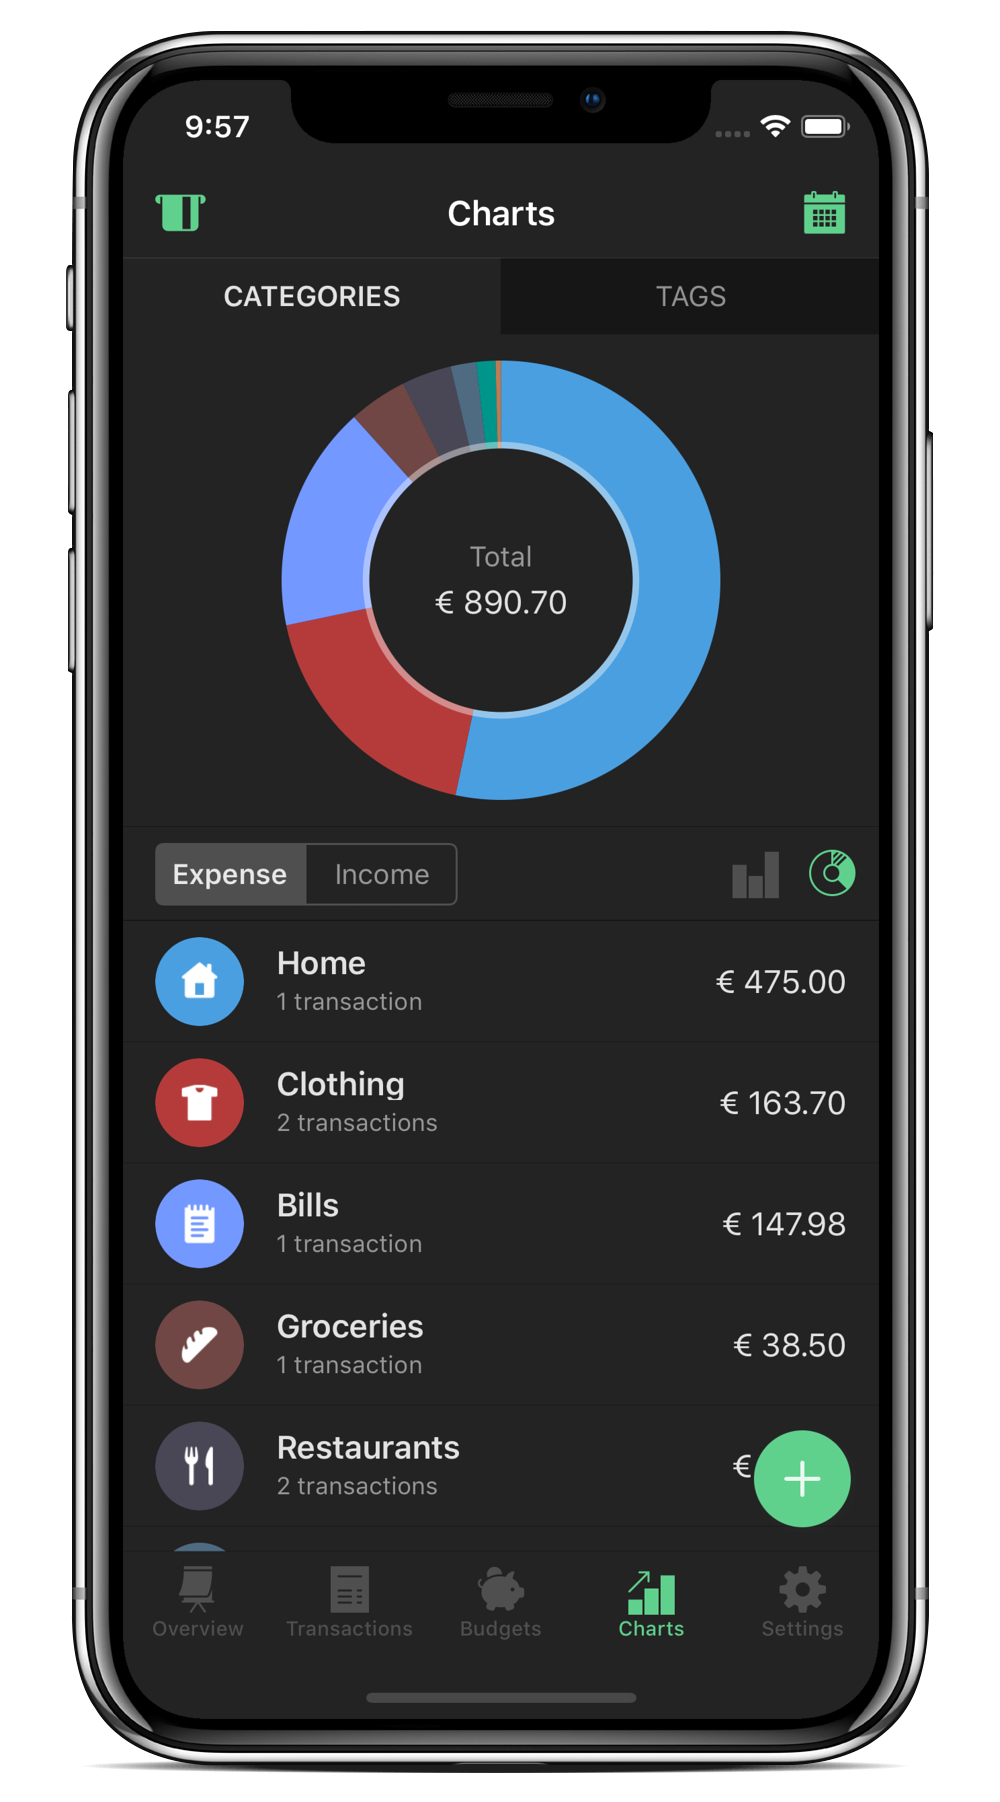 9:57
Charts
CATEGORIES
TAGS
Total
€ 890.70
Expense
Income
Home
1 transaction
€ 475.00
Clothing
2 transactions
€ 163.70
Bills
1 transaction
€ 147.98
Groceries
1 transaction
€ 38.50
Restaurants
2 transactions
€
Overview
Transactions
Budgets
Charts
Settings